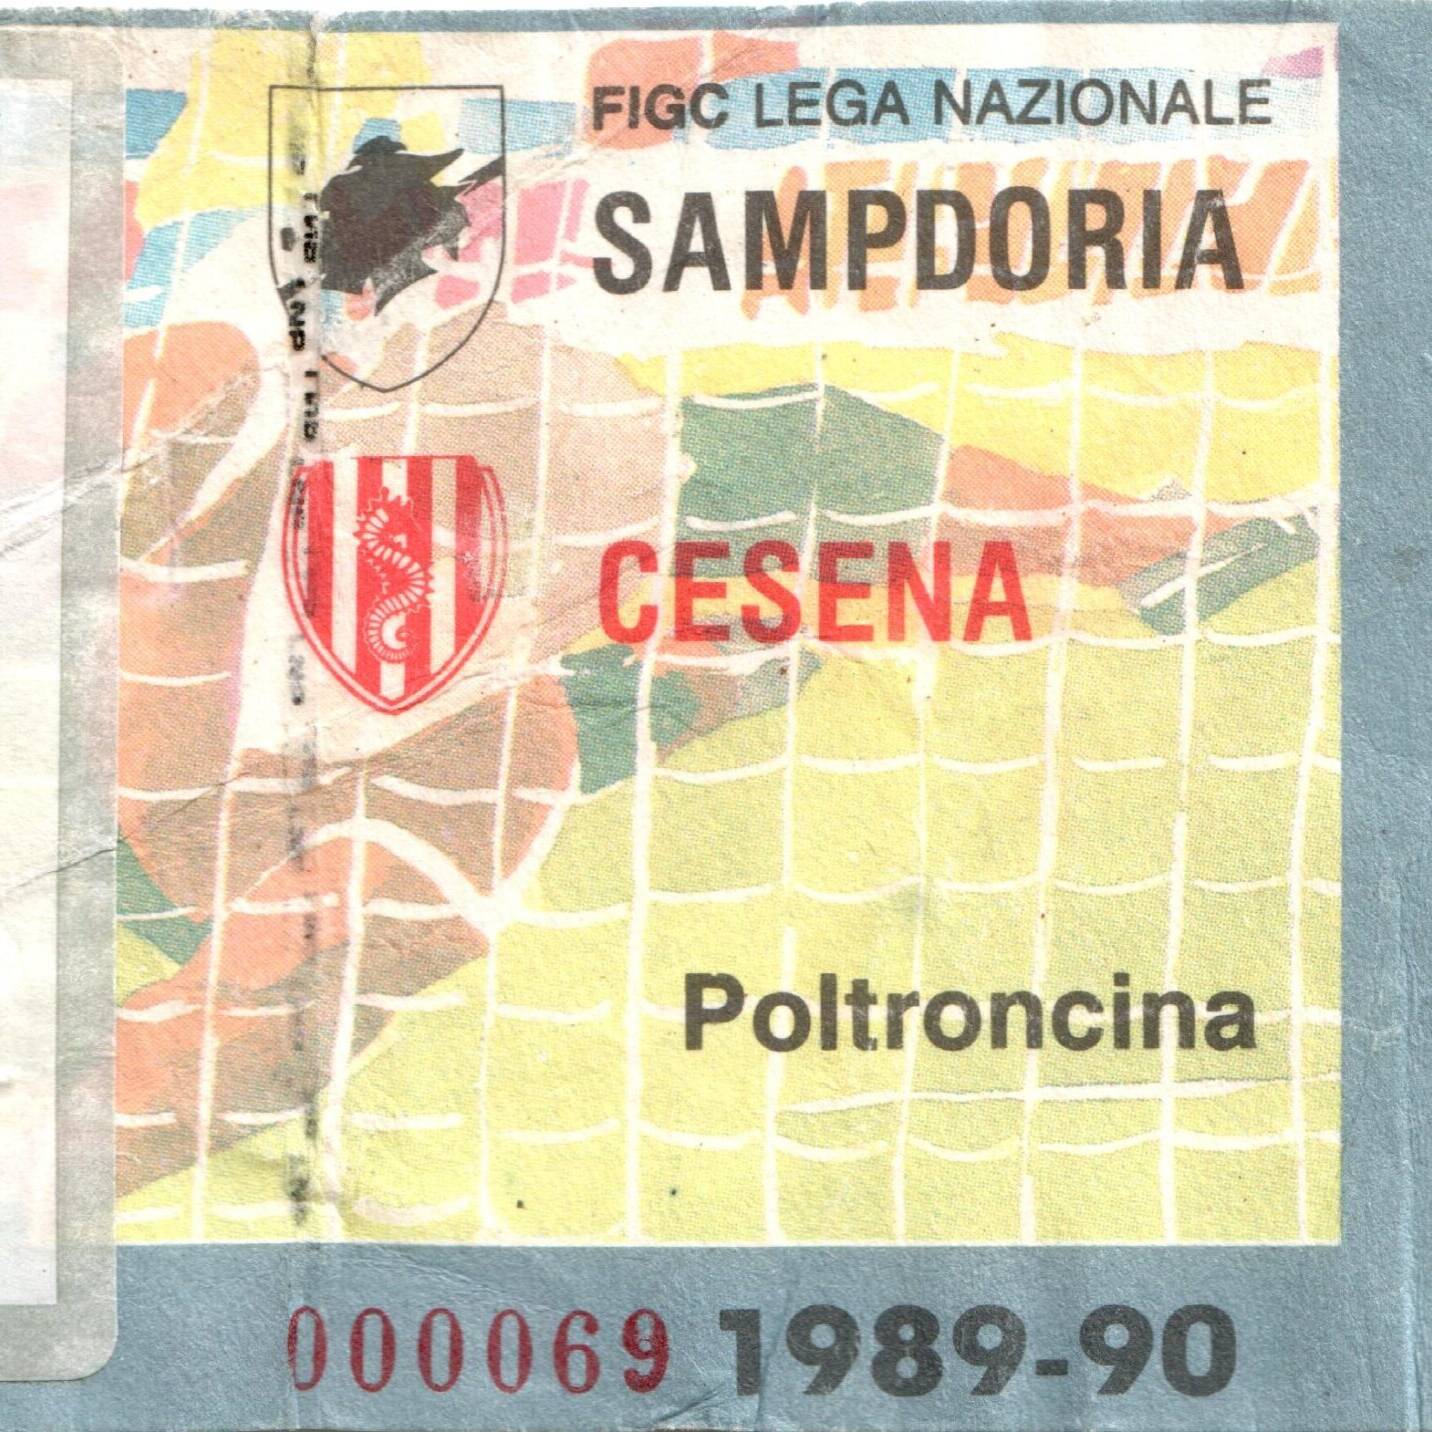 FIGC LEGA NAZIONALE
SAMPDORIA
CESENA
Poltroncina
000069 1989-90